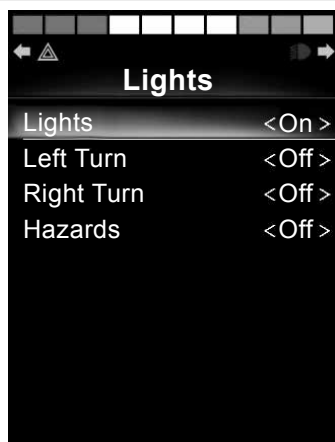 Lights
Lights <On>
Left Turn <Off>
Right Turn <Off>
Hazards <Off>